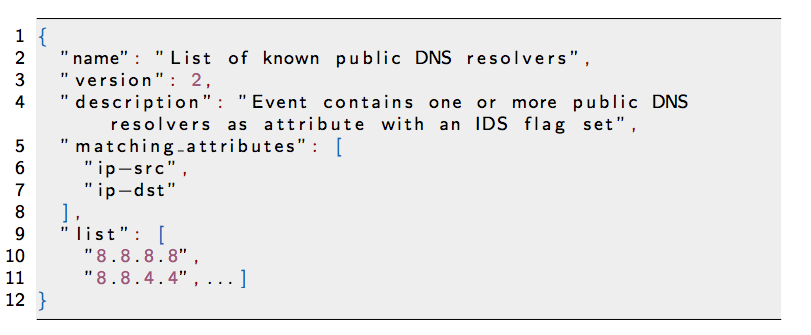 1 {
2 "name": "List of known public DNS resolvers",
3 "version": 2,
4 "description": "Event contains one or more public DNS
resolvers as attribute with an IDS flag set",
5 "matching_attributes": [
6 "ip-src",
7 "ip-dst"
8 ],
9 "list": [
10 "8.8.8.8",
11 "8.8.4.4",...]
12 }